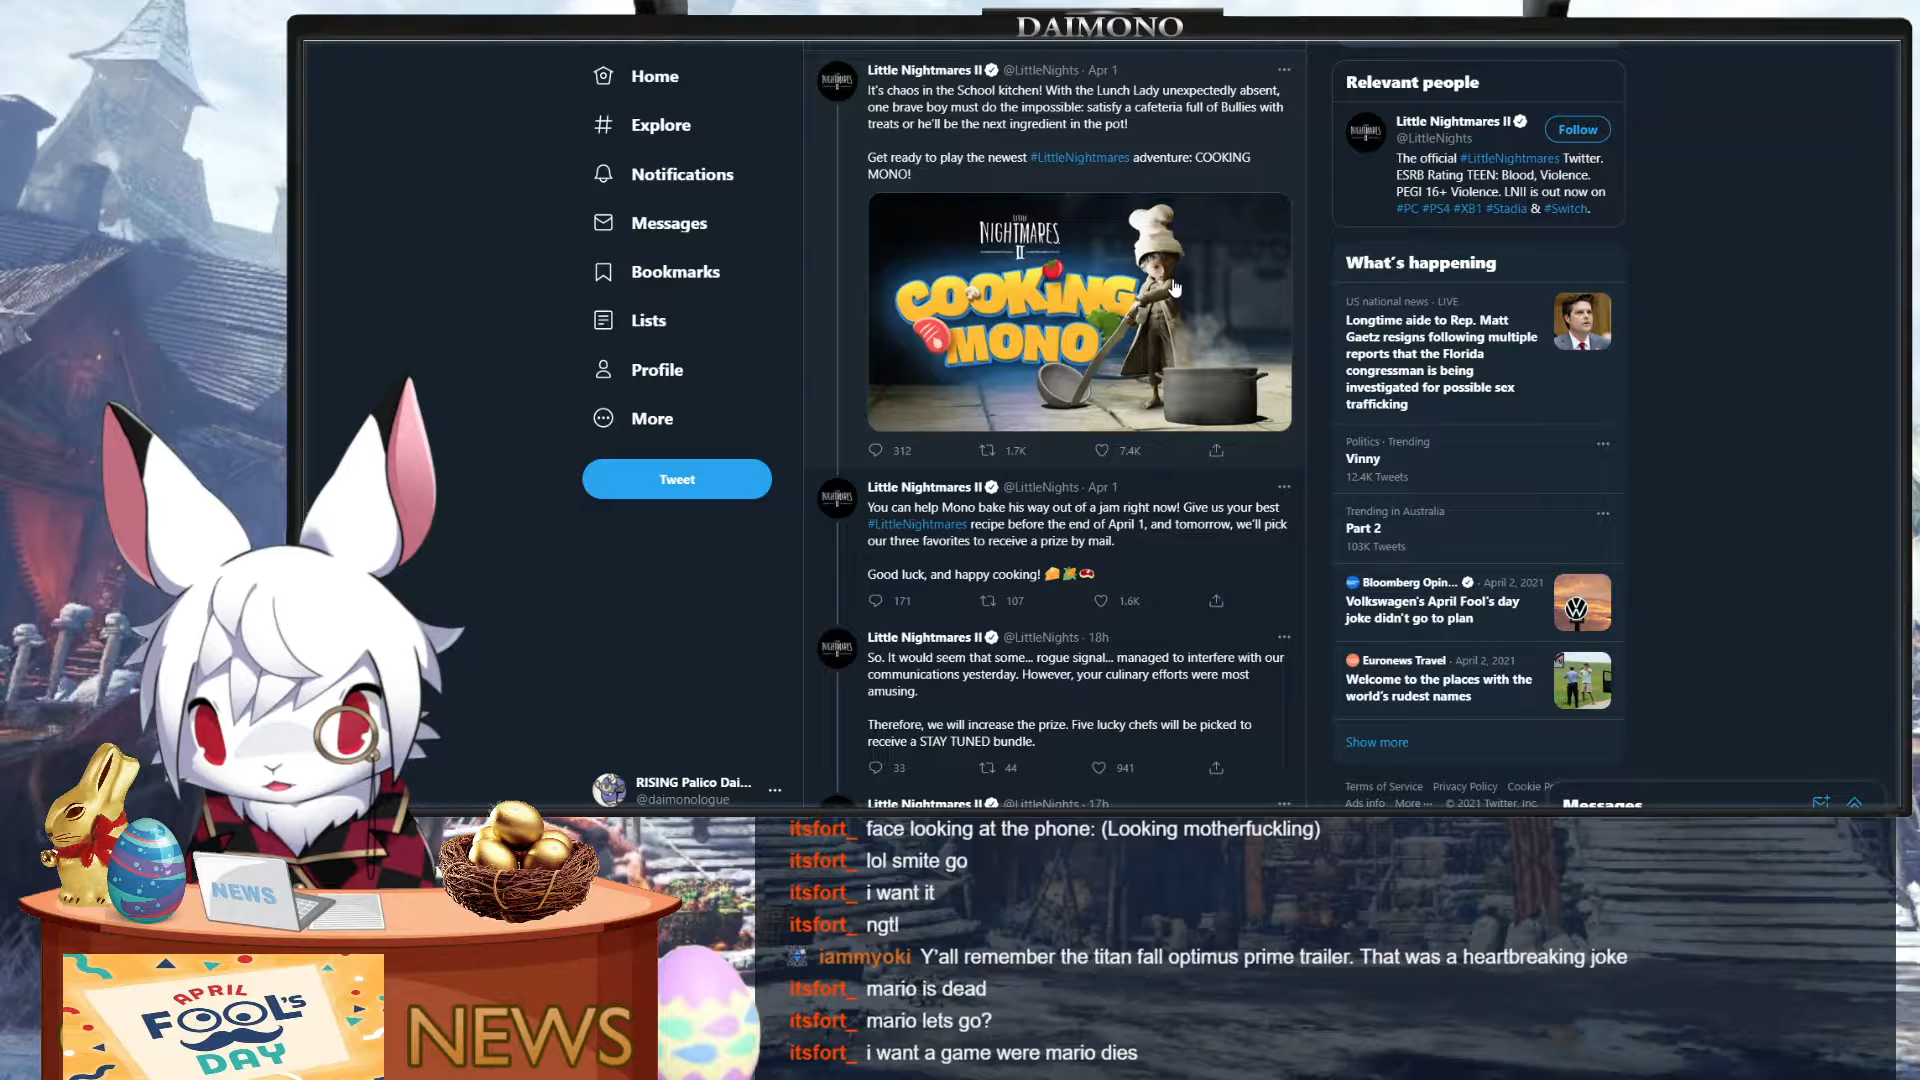 DAIMONO
Home
Explore
Notifications
Messages
Bookmarks
Lists
Profile
More
Tweet
RISING Palico Dai...
@daimonologue
Little Nightmares II @LittleNights · Apr 1
It's chaos in the School kitchen! With the Lunch Lady unexpectedly absent,
one brave boy must do the impossible: satisfy a cafeteria full of Bullies with
treats or he'll be the next ingredient in the pot!
Get ready to play the newest #LittleNightmares adventure: COOKING
MONO!
LITTLE
NIGHTMARES
II
COOKING
MONO
312 1.7K 7.4K
Little Nightmares II @LittleNights · Apr 1
You can help Mono bake his way out of a jam right now! Give us your best
#LittleNightmares recipe before the end of April 1, and tomorrow, we'll pick
our three favorites to receive a prize by mail.
Good luck, and happy cooking!
171 107 1.6K
Little Nightmares II @LittleNights · 18h
So. It would seem that some... rogue signal... managed to interfere with our
communications yesterday. However, your culinary efforts were most
amusing.
Therefore, we will increase the prize. Five lucky chefs will be picked to
receive a STAY TUNED bundle.
33 44 941
Little Nightmares II @LittleNights · 17h
Relevant people
Little Nightmares II
@LittleNights
Follow
The official #LittleNightmares Twitter.
ESRB Rating TEEN: Blood, Violence.
PEGI 16+ Violence. LNII is out now on
#PC #PS4 #XB1 #Stadia & #Switch.
What's happening
US national news · LIVE
Longtime aide to Rep. Matt
Gaetz resigns following multiple
reports that the Florida
congressman is being
investigated for possible sex
trafficking
Politics · Trending
Vinny
12.4K Tweets
Trending in Australia
Part 2
103K Tweets
Bloomberg Opin... · April 2, 2021
Volkswagen's April Fool's day
joke didn't go to plan
Euronews Travel · April 2, 2021
Welcome to the places with the
world's rudest names
Show more
Terms of Service Privacy Policy Cookie
Ads info More ··· © 2021 Twitter, Inc.
Messages
itsfort_ face looking at the phone: (Looking motherfuckling)
itsfort_ lol smite go
itsfort_ i want it
itsfort_ ngtl
iammyoki Y'all remember the titan fall optimus prime trailer. That was a heartbreaking joke
itsfort_ mario is dead
itsfort_ mario lets go?
itsfort_ i want a game were mario dies
NEWS
APRIL
FOOL'S
DAY
NEWS